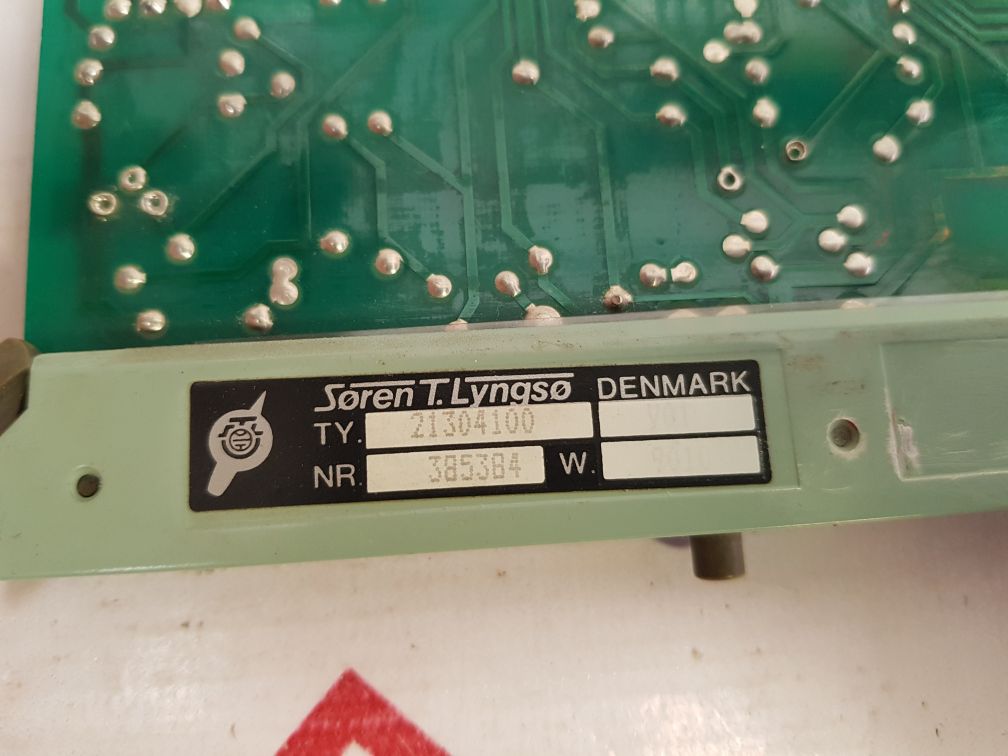 Søren T. Lyngsø DENMARK
TY. 21304100
NR. 385384 W.